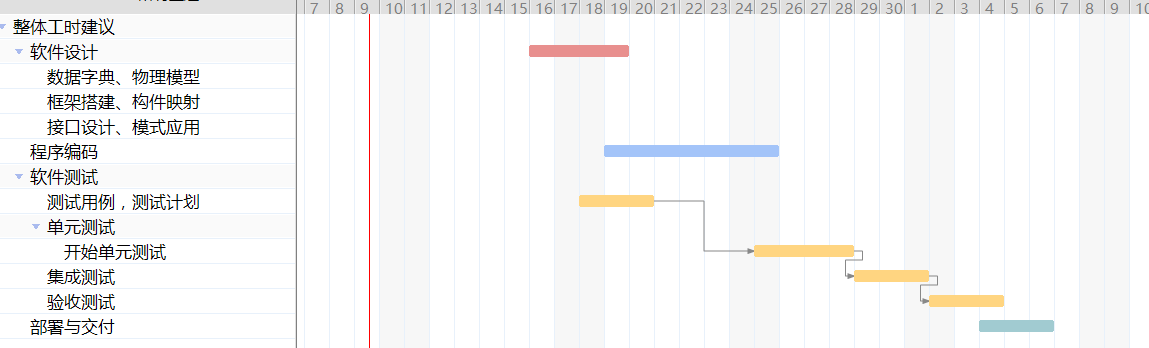 7 8 9 10 11 12 13 14 15 16 17 18 19 20 21 22 23 24 25 26 27 28 29 30 1 2 3 4 5 6 7 8 9 10
整体工时建议
软件设计
数据字典、物理模型
框架搭建、构件映射
接口设计、模式应用
程序编码
软件测试
测试用例，测试计划
单元测试
开始单元测试
集成测试
验收测试
部署与交付